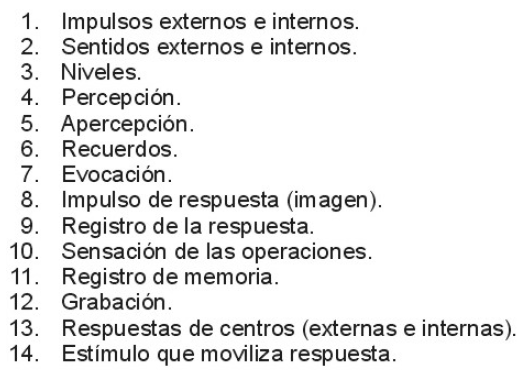 1. Impulsos externos e internos.
2. Sentidos externos e internos.
3. Niveles.
4. Percepción.
5. Apercepción.
6. Recuerdos.
7. Evocación.
8. Impulso de respuesta (imagen).
9. Registro de la respuesta.
10. Sensación de las operaciones.
11. Registro de memoria.
12. Grabación.
13. Respuestas de centros (externas e internas).
14. Estímulo que moviliza respuesta.